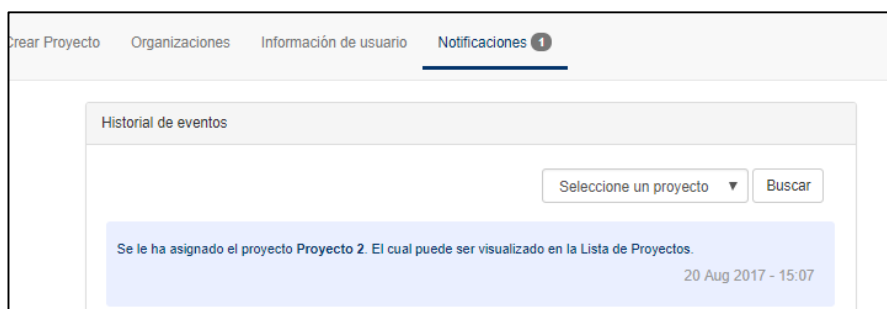 Crear Proyecto Organizaciones Información de usuario Notificaciones 1
Historial de eventos
Seleccione un proyecto ▼ Buscar
Se le ha asignado el proyecto Proyecto 2. El cual puede ser visualizado en la Lista de Proyectos.
20 Aug 2017 - 15:07